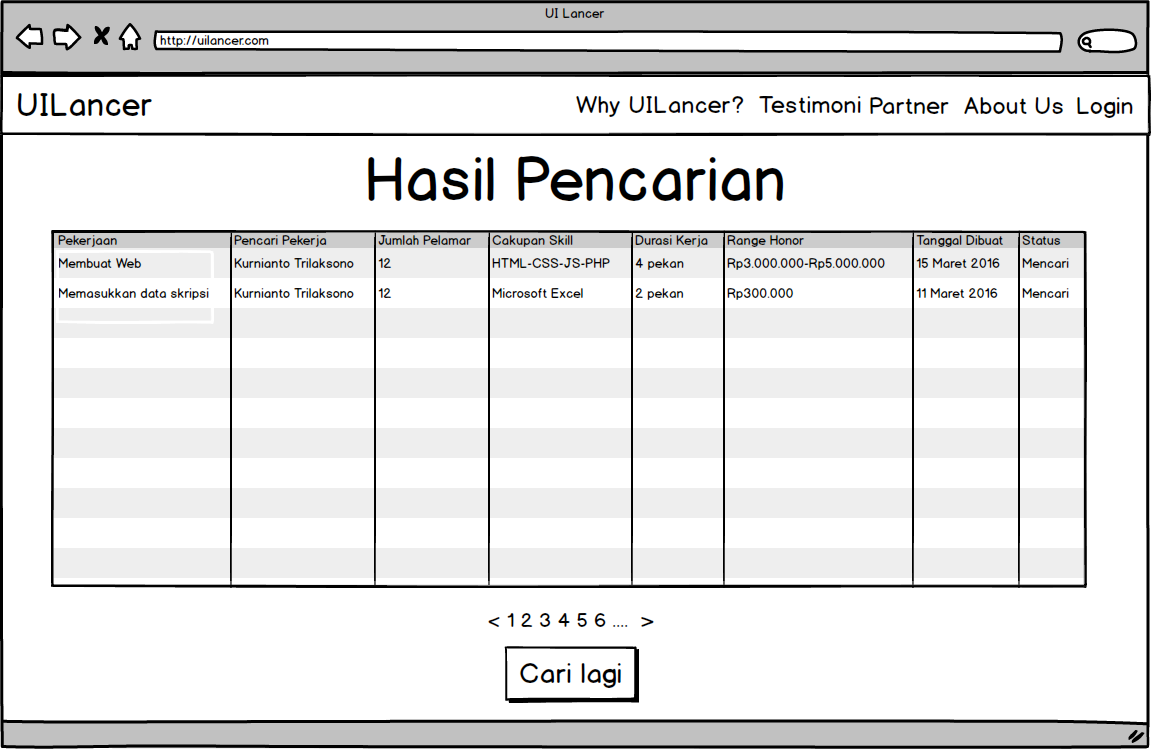 UI Lancer
http://uilancer.com
UILancer Why UILancer? Testimoni Partner About Us Login
Hasil Pencarian
Pekerjaan Pencari Pekerja Jumlah Pelamar Cakupan Skill Durasi Kerja Range Honor Tanggal Dibuat Status
Membuat Web Kurnianto Trilaksono 12 HTML-CSS-JS-PHP 4 pekan Rp3.000.000-Rp5.000.000 15 Maret 2016 Mencari
Memasukkan data skripsi Kurnianto Trilaksono 12 Microsoft Excel 2 pekan Rp300.000 11 Maret 2016 Mencari
< 1 2 3 4 5 6 .... >
Cari lagi